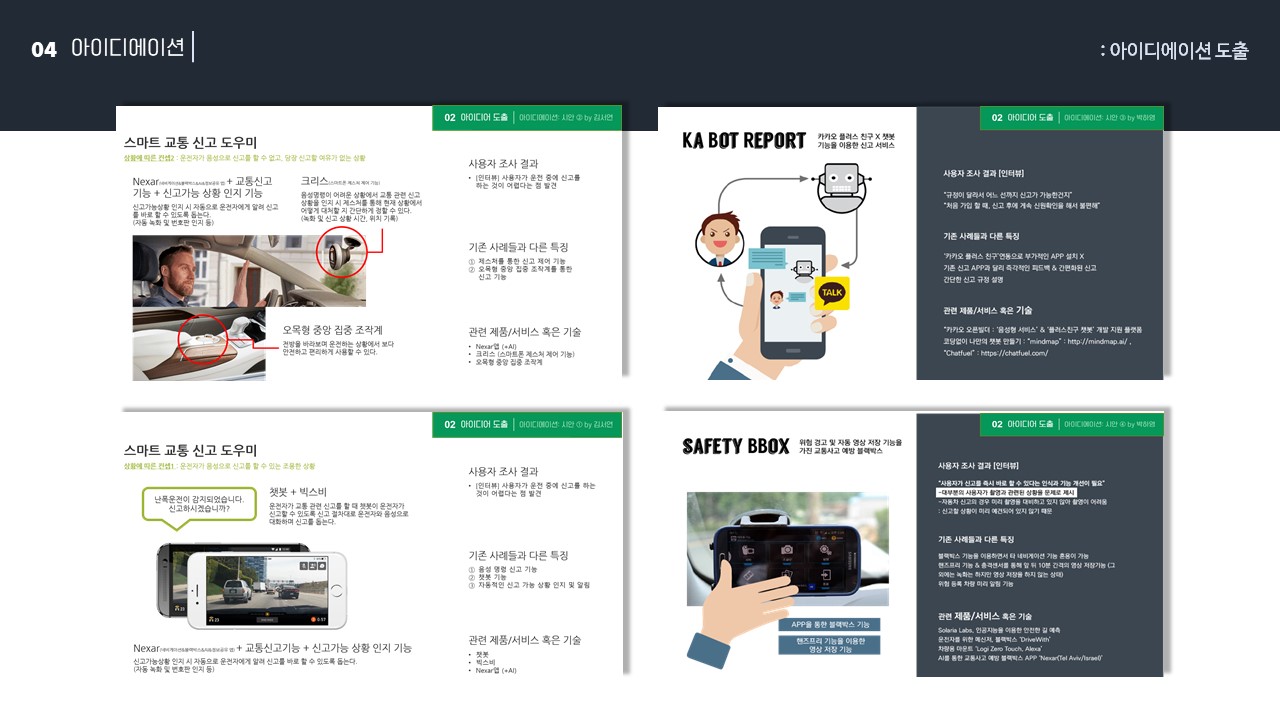 04 아이디에이션
: 아이디에이션 도출
02 아이디어 도출 아이디에이션: 시안 ② by 김서연
스마트 교통 신고 도우미
상황에 따른 컨셉2 : 운전자가 음성으로 신고를 할 수 없고, 당장 신고할 여유가 없는 상황
Nexar + 교통신고
기능 + 신고가능 상황 인지 기능
신고가능상황 인지 시 자동으로 운전자에게 알려 신고
를 바로 할 수 있도록 돕는다.
(자동 녹화 및 번호판 인지 등)
크리스(스마트폰 제스처 제어 기능)
음성명령이 어려운 상황에서 교통 관련 신고
상황을 인지 시 제스처를 통해 현재 상황에서
어떻게 대처할 지 간단하게 정할 수 있다.
(녹화 및 신고 상황 시간, 위치 기록)
오목형 중앙 집중 조작계
전방을 바라보며 운전하는 상황에서 보다
안전하고 편리하게 사용할 수 있다.
사용자 조사 결과
• [인터뷰] 사용자가 운전 중에 신고를
하는 것이 어렵다는 점 발견
기존 사례들과 다른 특징
① 제스처를 통한 신고 제어 기능
② 오목형 중앙 집중 조작계를 통한
신고 기능
관련 제품/서비스 혹은 기술
• Nexar앱 (+AI)
• 크리스 (스마트폰 제스처 제어 기능)
• 오목형 중앙 집중 조작계
02 아이디어 도출 아이디에이션: 시안 ③ by 박하영
KA BOT REPORT
카카오 플러스 친구 X 챗봇
기능을 이용한 신고 서비스
TALK
사용자 조사 결과 [인터뷰]
"규정이 달라서 어느 선까지 신고가 가능한건지"
"처음 가입 할 때, 신고 후에 계속 신원확인을 해서 불편해"
기존 사례들과 다른 특징
'카카오 플러스 친구'연동으로 부가적인 APP 설치 X
기존 신고 APP과 달리 즉각적인 피드백 & 간편화된 신고
간단한 신고 규정 설명
관련 제품/서비스 혹은 기술
"카카오 오픈빌더 : '음성형 서비스' & '플러스친구 챗봇' 개발 지원 플랫폼
코딩없이 나만의 챗봇 만들기 : "mindmap" : http://mindmap.ai/ ,
"Chatfuel" : https://chatfuel.com/
02 아이디어 도출 아이디에이션: 시안 ① by 김서연
스마트 교통 신고 도우미
상황에 따른 컨셉1 : 운전자가 음성으로 신고를 할 수 있는 조용한 상황
난폭운전이 감지되었습니다.
신고하시겠습니까?
챗봇 + 빅스비
운전자가 교통 관련 신고를 할 때 챗봇이 운전자가
신고할 수 있도록 신고 절차대로 운전자와 음성으로
대화하며 신고를 돕는다.
Nexar + 교통신고기능 + 신고가능 상황 인지 기능
신고가능상황 인지 시 자동으로 운전자에게 알려 신고를 바로 할 수 있도록 돕는다.
(자동 녹화 및 번호판 인지 등)
사용자 조사 결과
• [인터뷰] 사용자가 운전 중에 신고를 하는
것이 어렵다는 점 발견
기존 사례들과 다른 특징
① 음성 명령 신고 기능
② 챗봇 기능
③ 자동적인 신고 가능 상황 인지 및 알림
관련 제품/서비스 혹은 기술
• 챗봇
• 빅스비
• Nexar앱 (+AI)
02 아이디어 도출 아이디에이션: 시안 ④ by 박하영
SAFETY BBOX
위험 경고 및 자동 영상 저장 기능을
가진 교통사고 예방 블랙박스
APP을 통한 블랙박스 기능
핸즈프리 기능을 이용한
영상 저장 기능
사용자 조사 결과 [인터뷰]
"사용자가 신고를 즉시 바로 할 수 있다는 인식과 기능 개선이 필요"
-대부분의 사용자가 촬영과 관련된 상황을 문제로 제시
-자동차 신고의 경우 미리 촬영을 대비하고 있지 않아 촬영이 어려움
: 신고할 상황이 미리 예견되어 있지 않기 때문
기존 사례들과 다른 특징
블랙박스 기능을 이용하면서 타 네비게이션 기능 혼용이 가능
핸즈프리 기능 & 충격센서를 통해 앞 뒤 10분 간격의 영상 저장가능 (그
외에는 녹화는 하지만 영상 저장을 하지 않는 상태)
위험 등록 차량 미리 알림 기능
관련 제품/서비스 혹은 기술
Solaria Labs, 인공지능을 이용한 안전한 길 예측
운전자를 위한 메신저, 블랙박스 'DriveWith'
차량용 마운트 'Logi Zero Touch, Alexa'
AI를 통한 교통사고 예방 블랙박스 APP 'Nexar(Tel Aviv/Israel)'